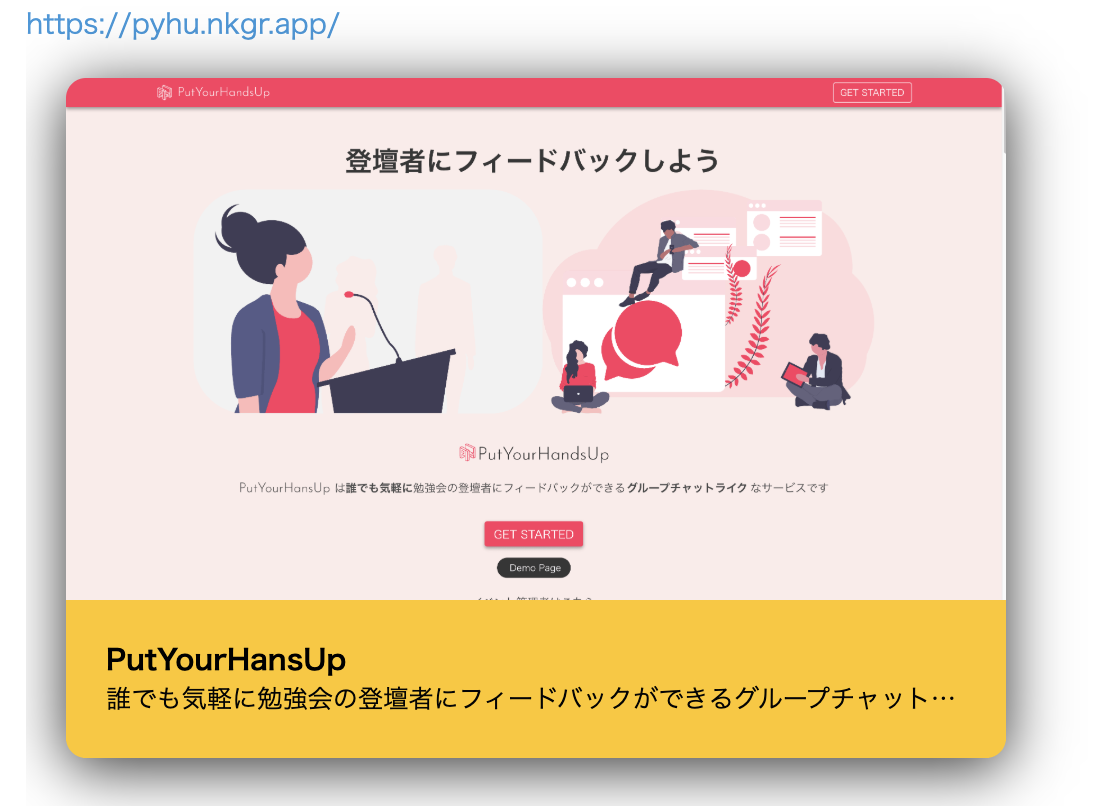 https://pyhu.nkgr.app/
PutYourHandsUp
GET STARTED
登壇者にフィードバックしよう
PutYourHandsUp
PutYourHansUp は誰でも気軽に勉強会の登壇者にフィードバックができるグループチャットライク なサービスです
GET STARTED
Demo Page
PutYourHansUp
誰でも気軽に勉強会の登壇者にフィードバックができるグループチャット…